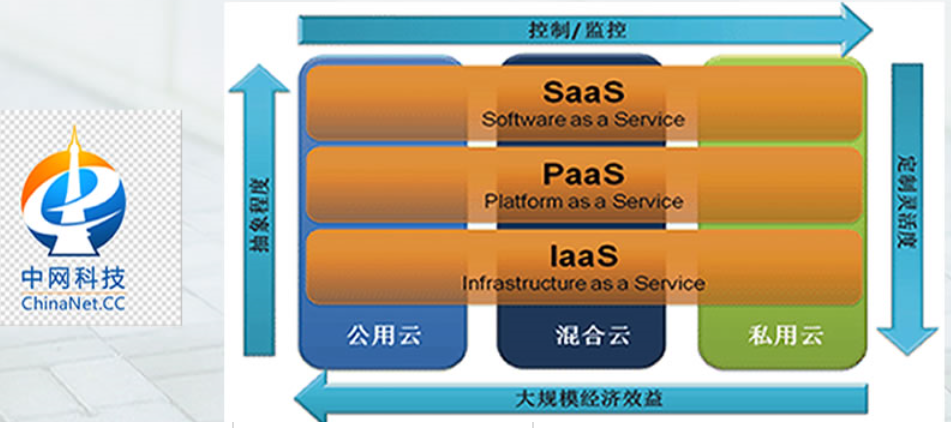 控制/监控
SaaS
Software as a Service
PaaS
Platform as a Service
IaaS
Infrastructure as a Service
公用云
混合云
私用云
抽象程度
定制灵活度
大规模经济效益
中网科技
ChinaNet.CC